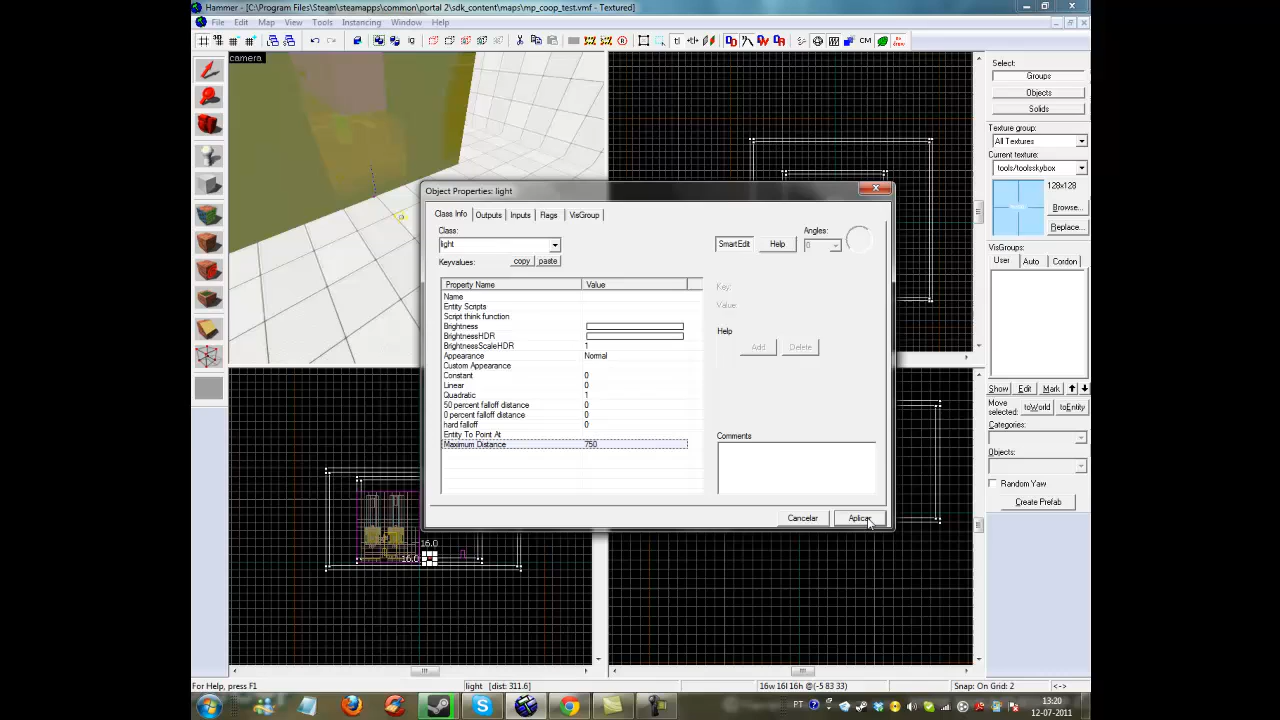 Hammer - [C:\Program Files\Steam\steamapps\common\portal 2\sdk_content\maps\mp_coop_test.vmf - Textured]
File Edit Map View Tools Instancing Window Help
camera
Select:
Groups
Objects
Solids
Texture group:
All Textures
Current texture:
tools/toolsskybox
128x128
Browse...
Replace...
VisGroups:
User Auto Cordon
Show Edit Mark
Move selected:
toWorld toEntity
Categories:
Objects:
Random Yaw
Create Prefab
Object Properties: light
Class Info Outputs Inputs Flags VisGroup
Class:
light
Keyvalues: copy paste
SmartEdit Help
Angles:
0
Property Name Value
Name
Entity Scripts
Script think function
Brightness
BrightnessHDR
BrightnessScaleHDR 1
Appearance Normal
Custom Appearance
Constant 0
Linear 0
Quadratic 1
50 percent falloff distance 0
0 percent falloff distance 0
hard falloff 0
Entity To Point At
Maximum Distance 750
Key:
Value:
Help
Add Delete
Comments
Cancelar Aplicar
16.0
16.0
For Help, press F1
light [dist: 311.6]
16w 16l 16h @(-5 83 33)
Snap: On Grid: 2
<->
PT
13:20
12-07-2011